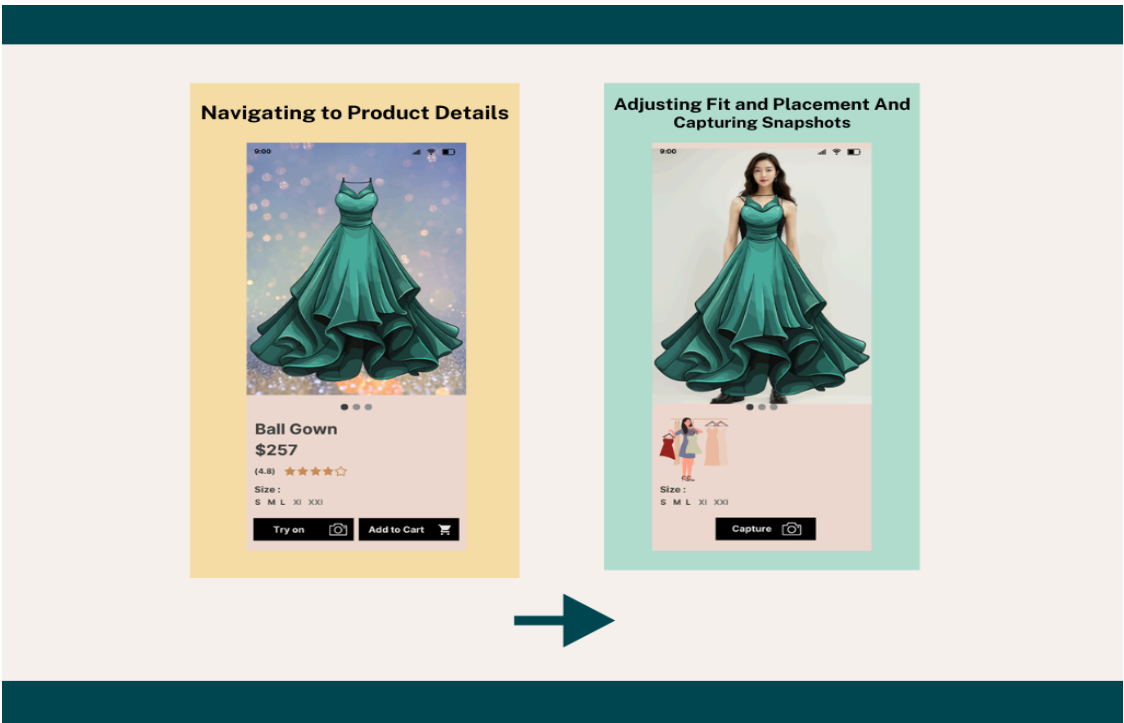 Navigating to Product Details
9:00
Ball Gown
$257
(4.8)
Size :
S M L Xl XXl
Try on
Add to Cart
Adjusting Fit and Placement And
Capturing Snapshots
9:00
Size :
S M L Xl XXl
Capture